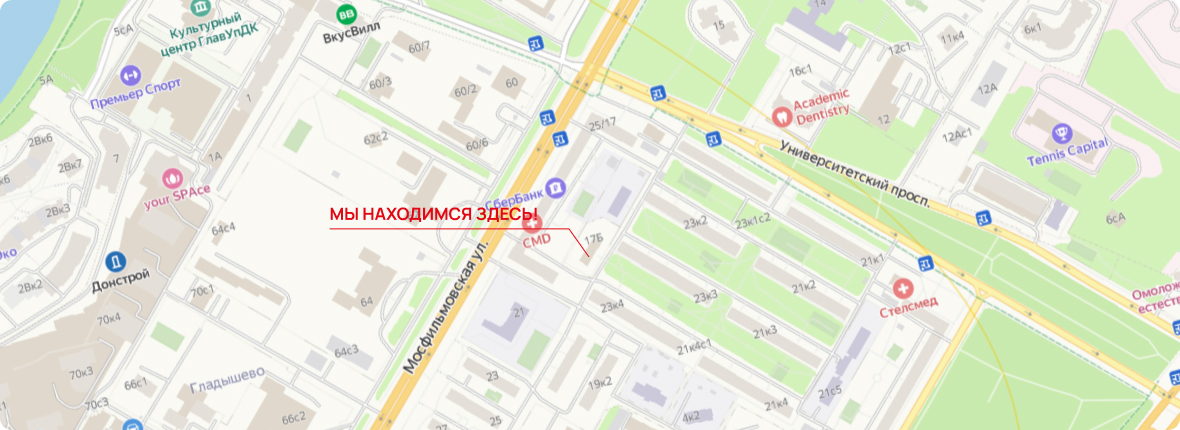 5сА
Культурный
центр ГлавУпДК
ВкусВилл
60/7
60/3
60/2
60
60/6
62с2
5А
Премьер Спорт
1
1А
7
2Вк6
2Вк7
2Вк3
2Вк2
your SPAce
64с4
Донстрой
70с1
70к4
70к3
70с3
66с1
66с2
Гладышево
64
64с3
25/17
СберБанк
МЫ НАХОДИМСЯ ЗДЕСЬ
CMD
17Б
Мосфильмовская ул.
21
23
25
27
19к2
4к2
23к4
23к3
23к2
23к1с2
21к1
21к2
21к3
21к4с1
21к4
21с5
15
16с1
12с1
11к4
6к1
12А
12
12Ас1
Academic
Dentistry
Университетский просп.
Tennis Capital
6сА
Стелсмед
Омолож
естеств